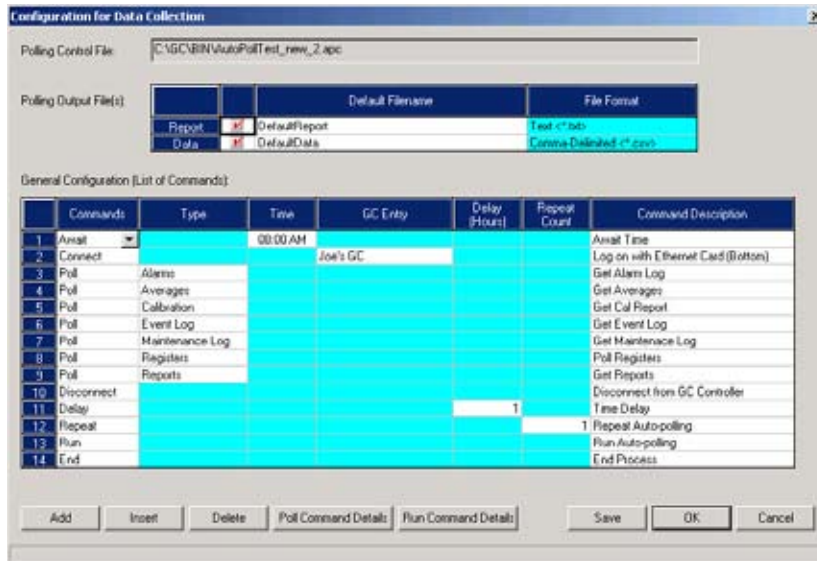 Configuration for Data Collection
Polling Control File: C:\GC\BIN\AutoPollTest_new_2.apc
Polling Output File(s):
Default Filename File Format
Report DefaultReport Text <*.txt>
Data DefaultData Comma-Delimited <*.csv>
General Configuration (List of Commands):
Commands Type Time GC Entry Delay (Hours) Repeat Count Command Description
1 Await 08:00 AM Await Time
2 Connect Joe's GC Log on with Ethernet Card (Bottom)
3 Poll Alarms Get Alarm Log
4 Poll Averages Get Averages
5 Poll Calibration Get Cal Report
6 Poll Event Log Get Event Log
7 Poll Maintenance Log Get Maintenace Log
8 Poll Registers Poll Registers
9 Poll Reports Get Reports
10 Disconnect Disconnect from GC Controller
11 Delay 1 Time Delay
12 Repeat 1 Repeat Auto-polling
13 Run Run Auto-polling
14 End End Process
Add Insert Delete Poll Command Details Run Command Details Save OK Cancel